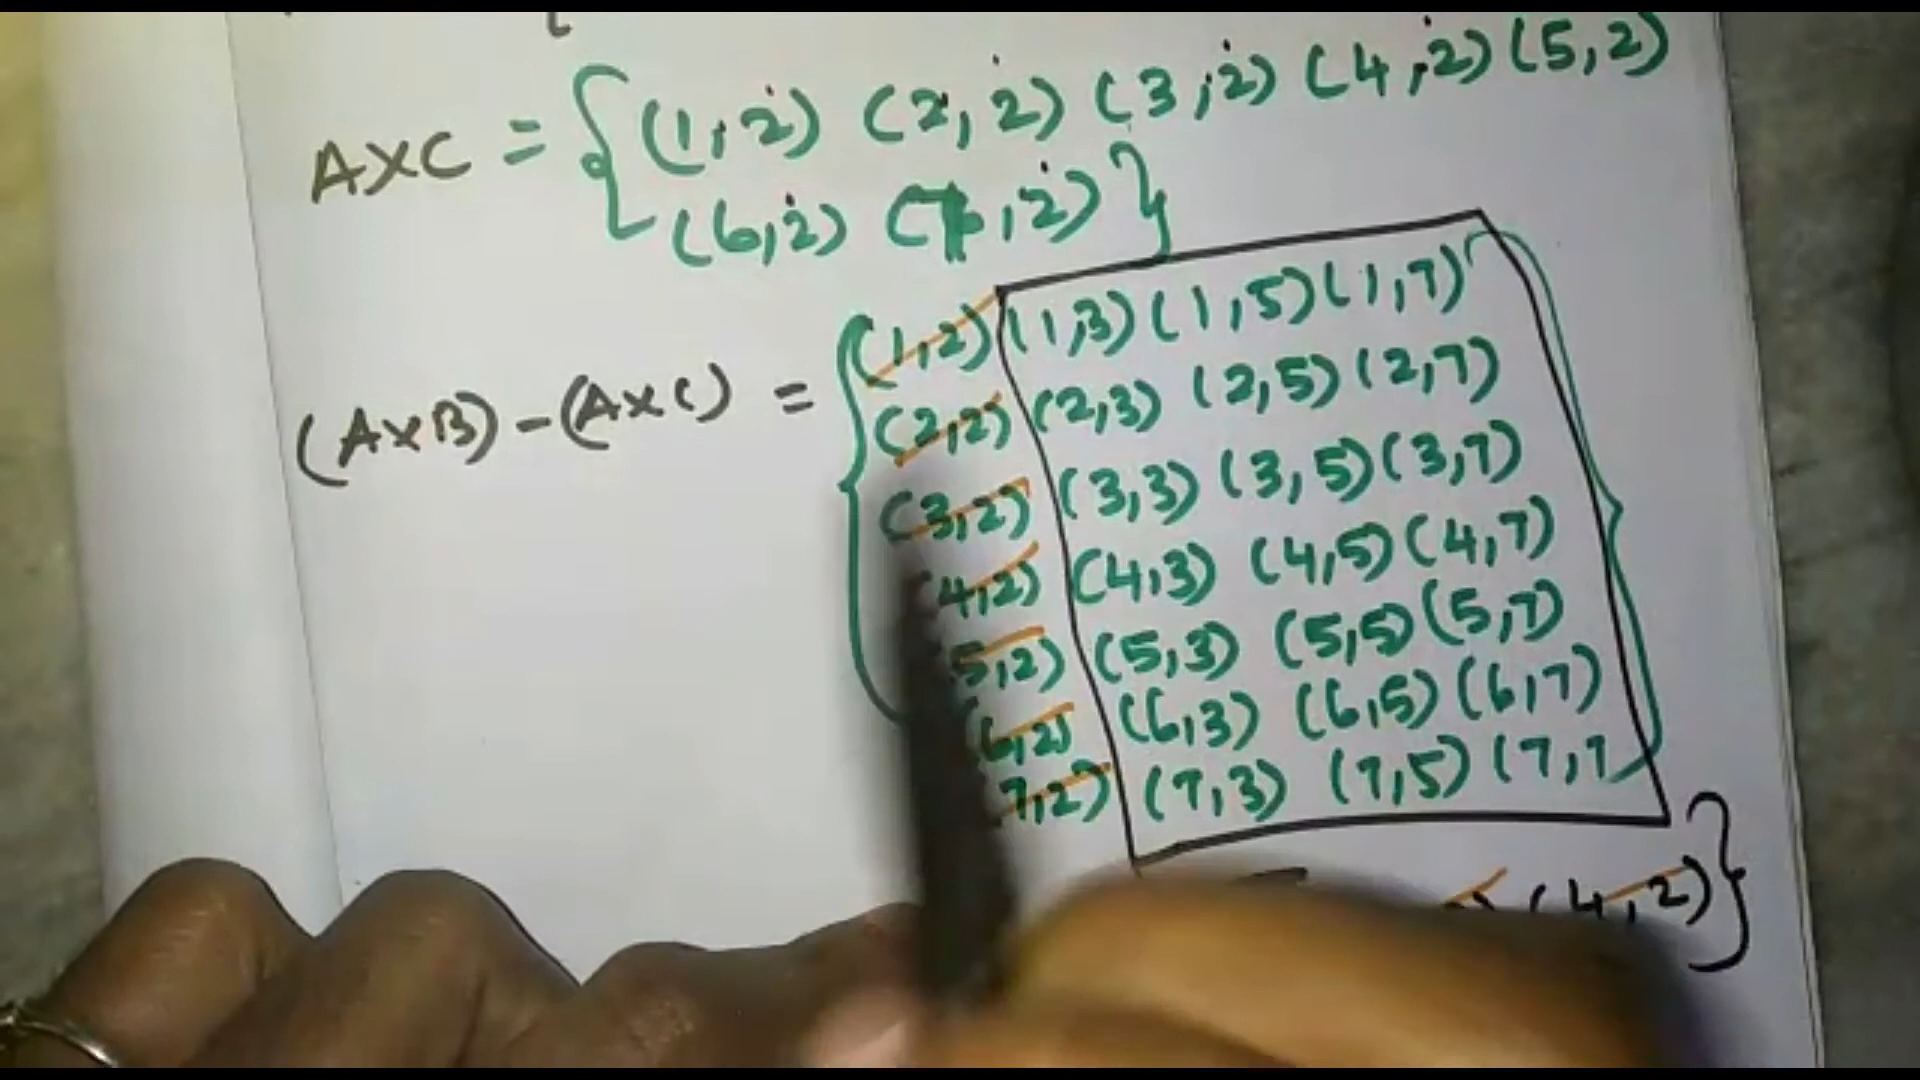 AXC = {(1,2) (2,2) (3,2) (4,2) (5,2)
(6,2) (7,2)}
(AXB)-(AXC) = {(1,2) (1,3) (1,5) (1,7)
(2,2) (2,3) (2,5) (2,7)
(3,2) (3,3) (3,5) (3,7)
(4,2) (4,3) (4,5) (4,7)
5,2) (5,3) (5,5) (5,7)
(6,2) (6,3) (6,5) (6,7)
7,2) (7,3) (7,5) (7,7 }
(4,2)}